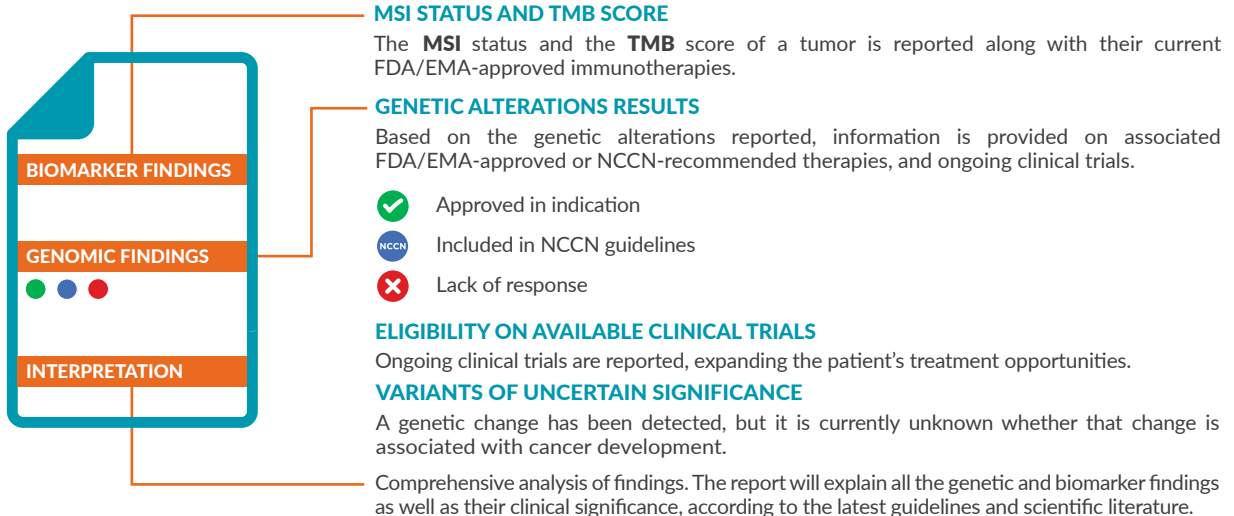 MSI STATUS AND TMB SCORE
The MSI status and the TMB score of a tumor is reported along with their current
FDA/EMA-approved immunotherapies.
GENETIC ALTERATIONS RESULTS
Based on the genetic alterations reported, information is provided on associated
FDA/EMA-approved or NCCN-recommended therapies, and ongoing clinical trials.
BIOMARKER FINDINGS
Approved in indication
NCCN Included in NCCN guidelines
GENOMIC FINDINGS
Lack of response
ELIGIBILITY ON AVAILABLE CLINICAL TRIALS
Ongoing clinical trials are reported, expanding the patient’s treatment opportunities.
INTERPRETATION
VARIANTS OF UNCERTAIN SIGNIFICANCE
A genetic change has been detected, but it is currently unknown whether that change is
associated with cancer development.
Comprehensive analysis of findings. The report will explain all the genetic and biomarker findings
as well as their clinical significance, according to the latest guidelines and scientific literature.